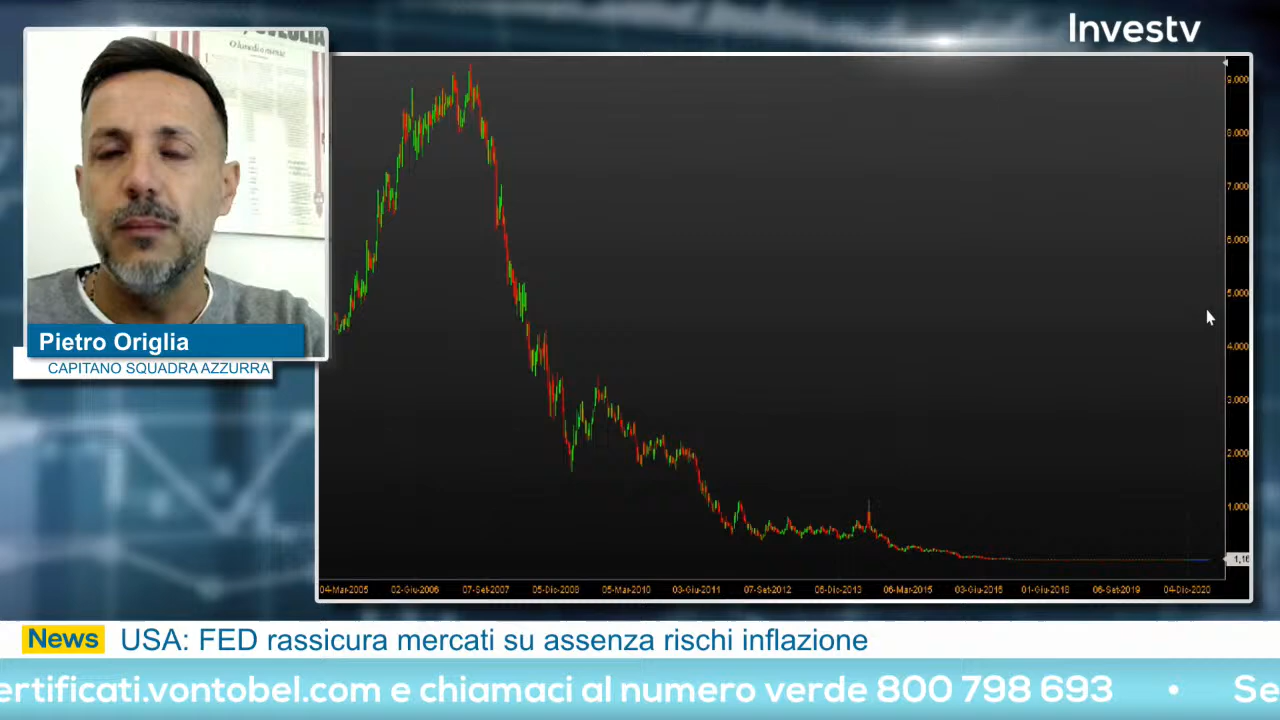 Investv
Pietro Origlia
CAPITANO SQUADRA AZZURRA
9.000
8.000
7.000
6.000
5.000
4.000
3.000
2.000
1.000
1,16
04-Mar-2005 02-Giu-2006 07-Set-2007 05-Dic-2008 05-Mar-2010 03-Giu-2011 07-Set-2012 06-Dic-2013 06-Mar-2015 03-Giu-2016 01-Giu-2018 06-Set-2019 04-Dic-2020
News USA: FED rassicura mercati su assenza rischi inflazione
ertificati.vontobel.com e chiamaci al numero verde 800 798 693 • Se